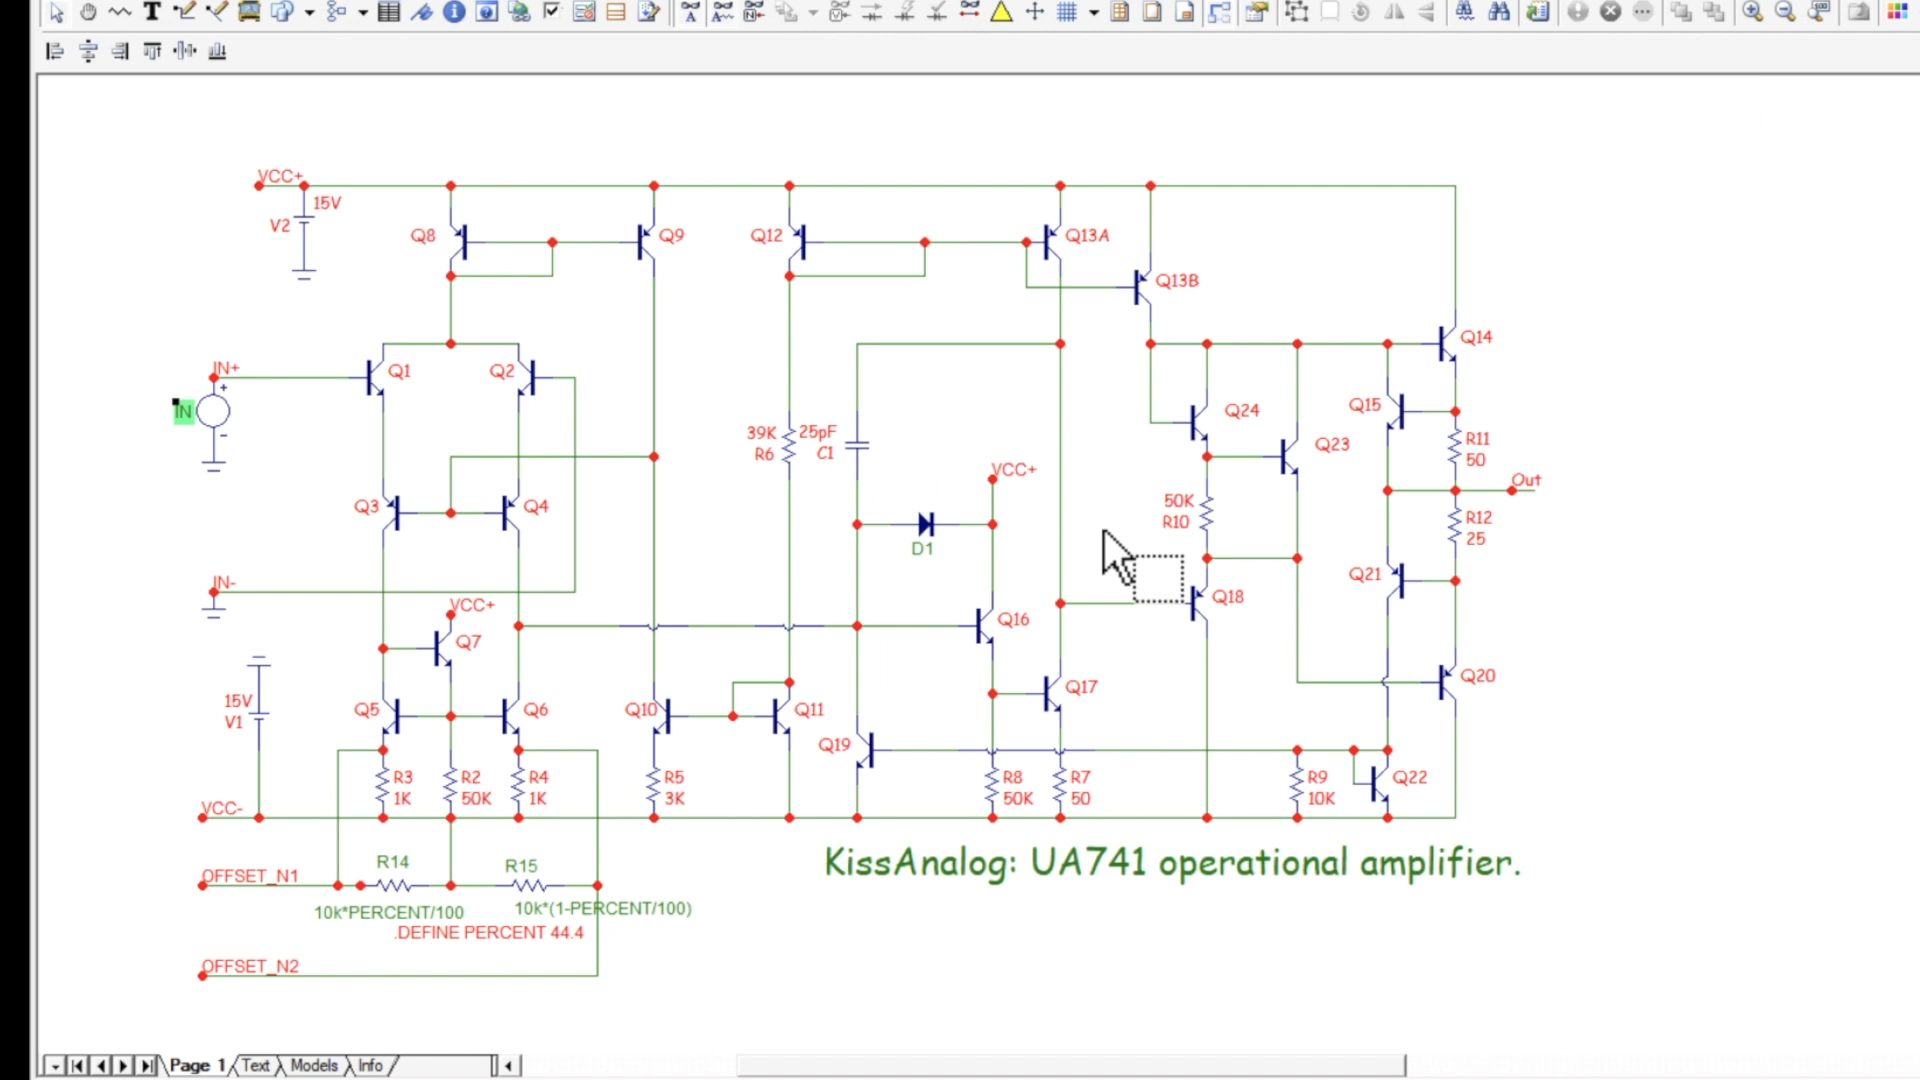 VCC+
15V
V2
Q8
Q9
Q12
Q13A
Q13B
Q14
IN+
+
IN
-
Q1
Q2
Q24
Q15
Q23
R11
50
39K
R6
25pF
C1
VCC+
Out
Q3
Q4
50K
R10
R12
25
D1
IN-
VCC+
Q7
Q16
Q18
Q21
15V
V1
Q5
Q6
Q10
Q11
Q17
Q20
Q19
R3
1K
R2
50K
R4
1K
R5
3K
R8
50K
R7
50
R9
10K
Q22
VCC-
KissAnalog: UA741 operational amplifier.
OFFSET_N1
R14
R15
10k*PERCENT/100
10k*(1-PERCENT/100)
.DEFINE PERCENT 44.4
OFFSET_N2
Page 1
Text
Models
Info